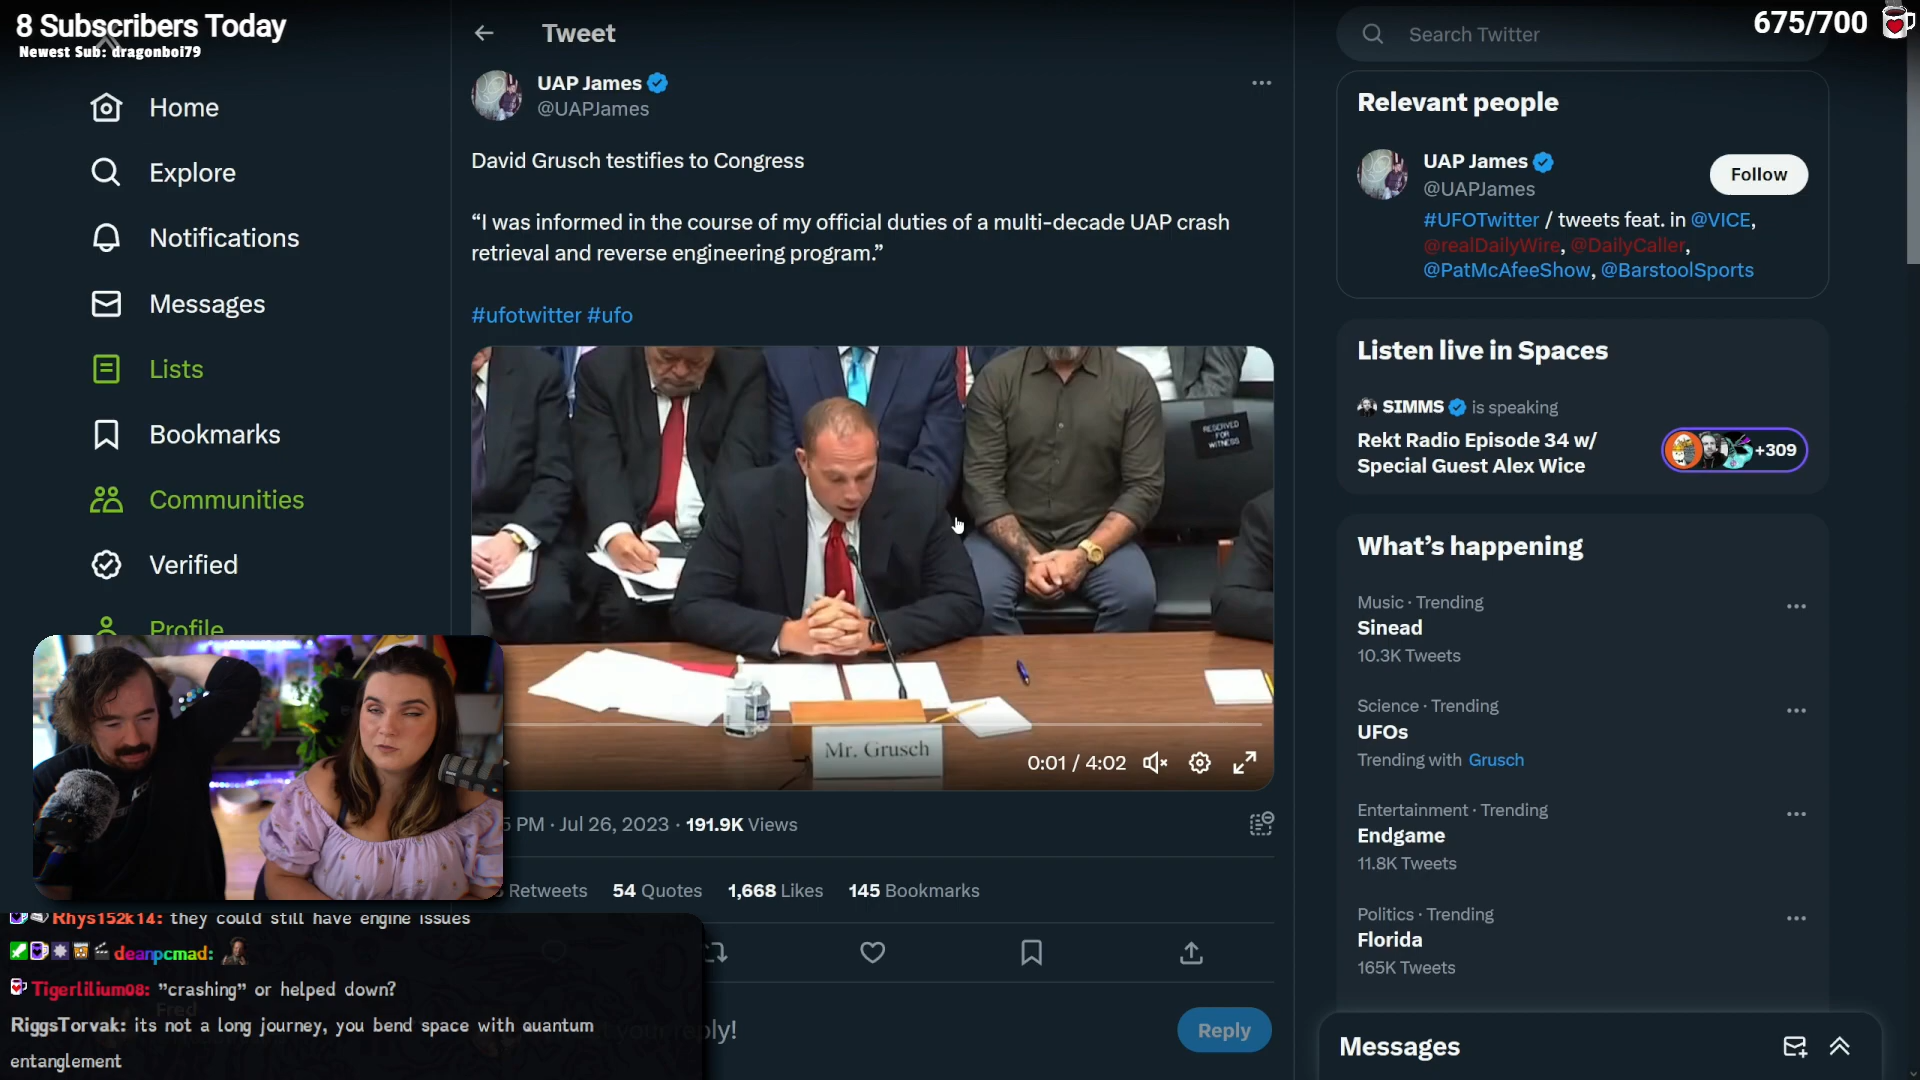 8 Subscribers Today
Newest Sub: dragonboi79
675/700
Home
Explore
Notifications
Messages
Lists
Bookmarks
Communities
Verified
Profile
Tweet
UAP James
@UAPJames
David Grusch testifies to Congress
“I was informed in the course of my official duties of a multi-decade UAP crash
retrieval and reverse engineering program.”
#ufotwitter #ufo
RESERVED
FOR
WITNESS
Mr. Grusch
0:01 / 4:02
PM · Jul 26, 2023 · 191.9K Views
Retweets 54 Quotes 1,668 Likes 145 Bookmarks
Reply
Search Twitter
Relevant people
UAP James
@UAPJames
Follow
#UFOTwitter / tweets feat. in @VICE,
@realDailyWire, @DailyCaller,
@PatMcAfeeShow, @BarstoolSports
Listen live in Spaces
SIMMS is speaking
Rekt Radio Episode 34 w/
Special Guest Alex Wice
+309
What’s happening
Music · Trending
Sinead
10.3K Tweets
Science · Trending
UFOs
Trending with Grusch
Entertainment · Trending
Endgame
11.8K Tweets
Politics · Trending
Florida
165K Tweets
Messages
Rhys152k14: they could still have engine issues
deanpcmad:
Tigerlilium08: ”crashing” or helped down?
Fred
RiggsTorvak: its not a long journey, you bend space with quantum
entanglement